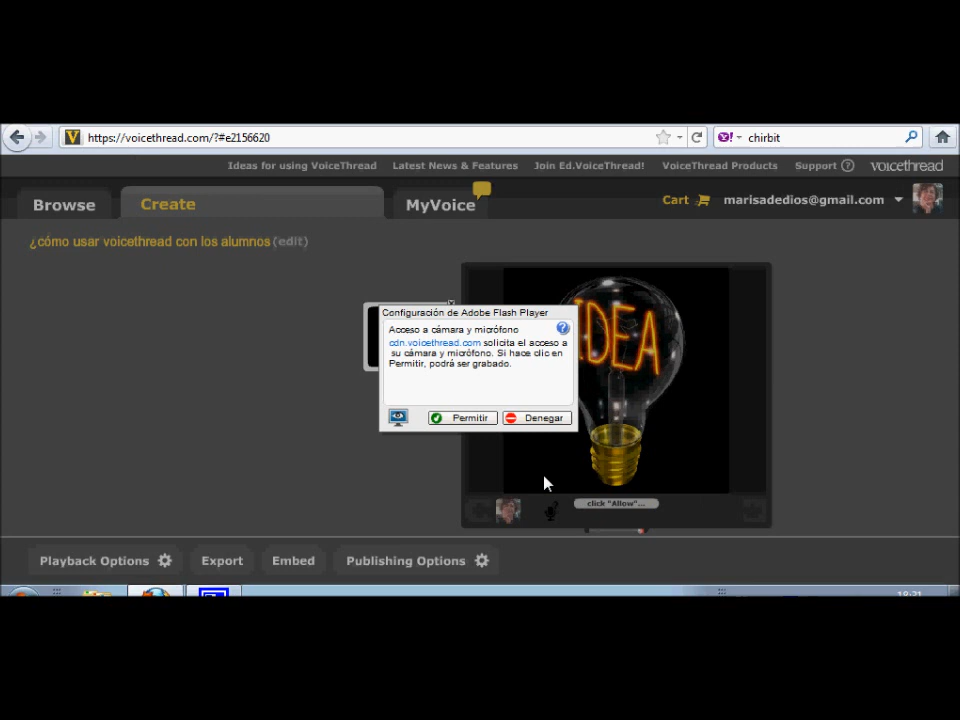 https://voicethread.com/?#e2156620
chirbit
Ideas for using VoiceThread Latest News & Features Join Ed.VoiceThread! VoiceThread Products Support ? voicethread
Browse Create MyVoice Cart marisadedios@gmail.com
¿cómo usar voicethread con los alumnos (edit)
IDEA
Configuración de Adobe Flash Player
Acceso a cámara y micrófono
cdn.voicethread.com solicita el acceso a
su cámara y micrófono. Si hace clic en
Permitir, podrá ser grabado.
Permitir Denegar
click "Allow"...
Playback Options Export Embed Publishing Options